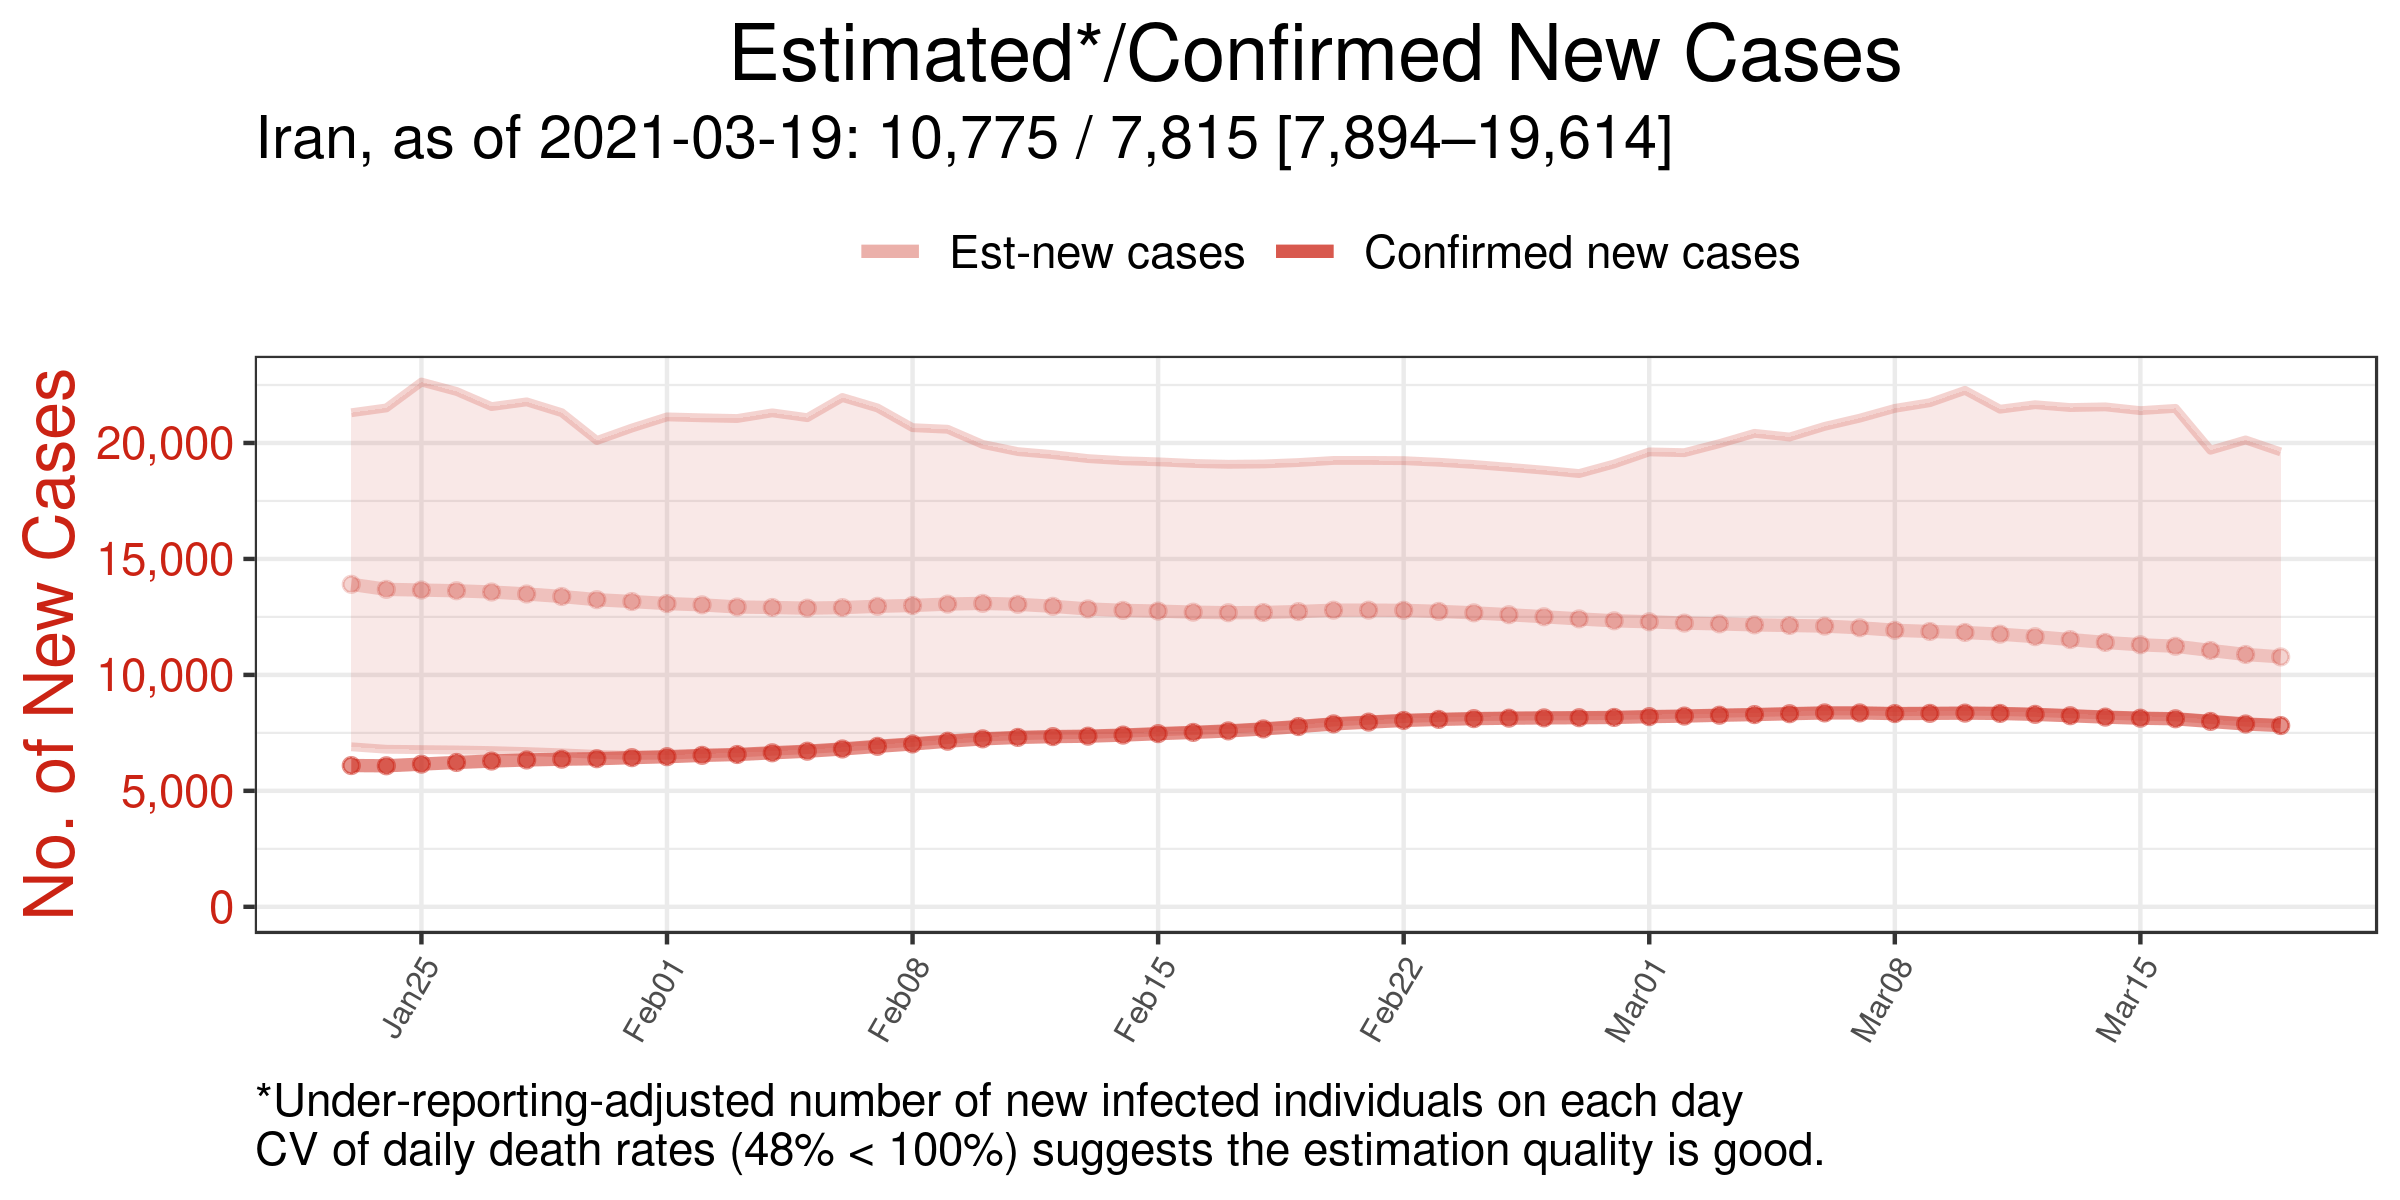 Estimated*/Confirmed New Cases
Iran, as of 2021-03-19: 10,775 / 7,815 [7,894–19,614]
Est-new cases
Confirmed new cases
No. of New Cases
20,000
15,000
10,000
5,000
0
Jan25
Feb01
Feb08
Feb15
Feb22
Mar01
Mar08
Mar15
*Under-reporting-adjusted number of new infected individuals on each day
CV of daily death rates (48% < 100%) suggests the estimation quality is good.